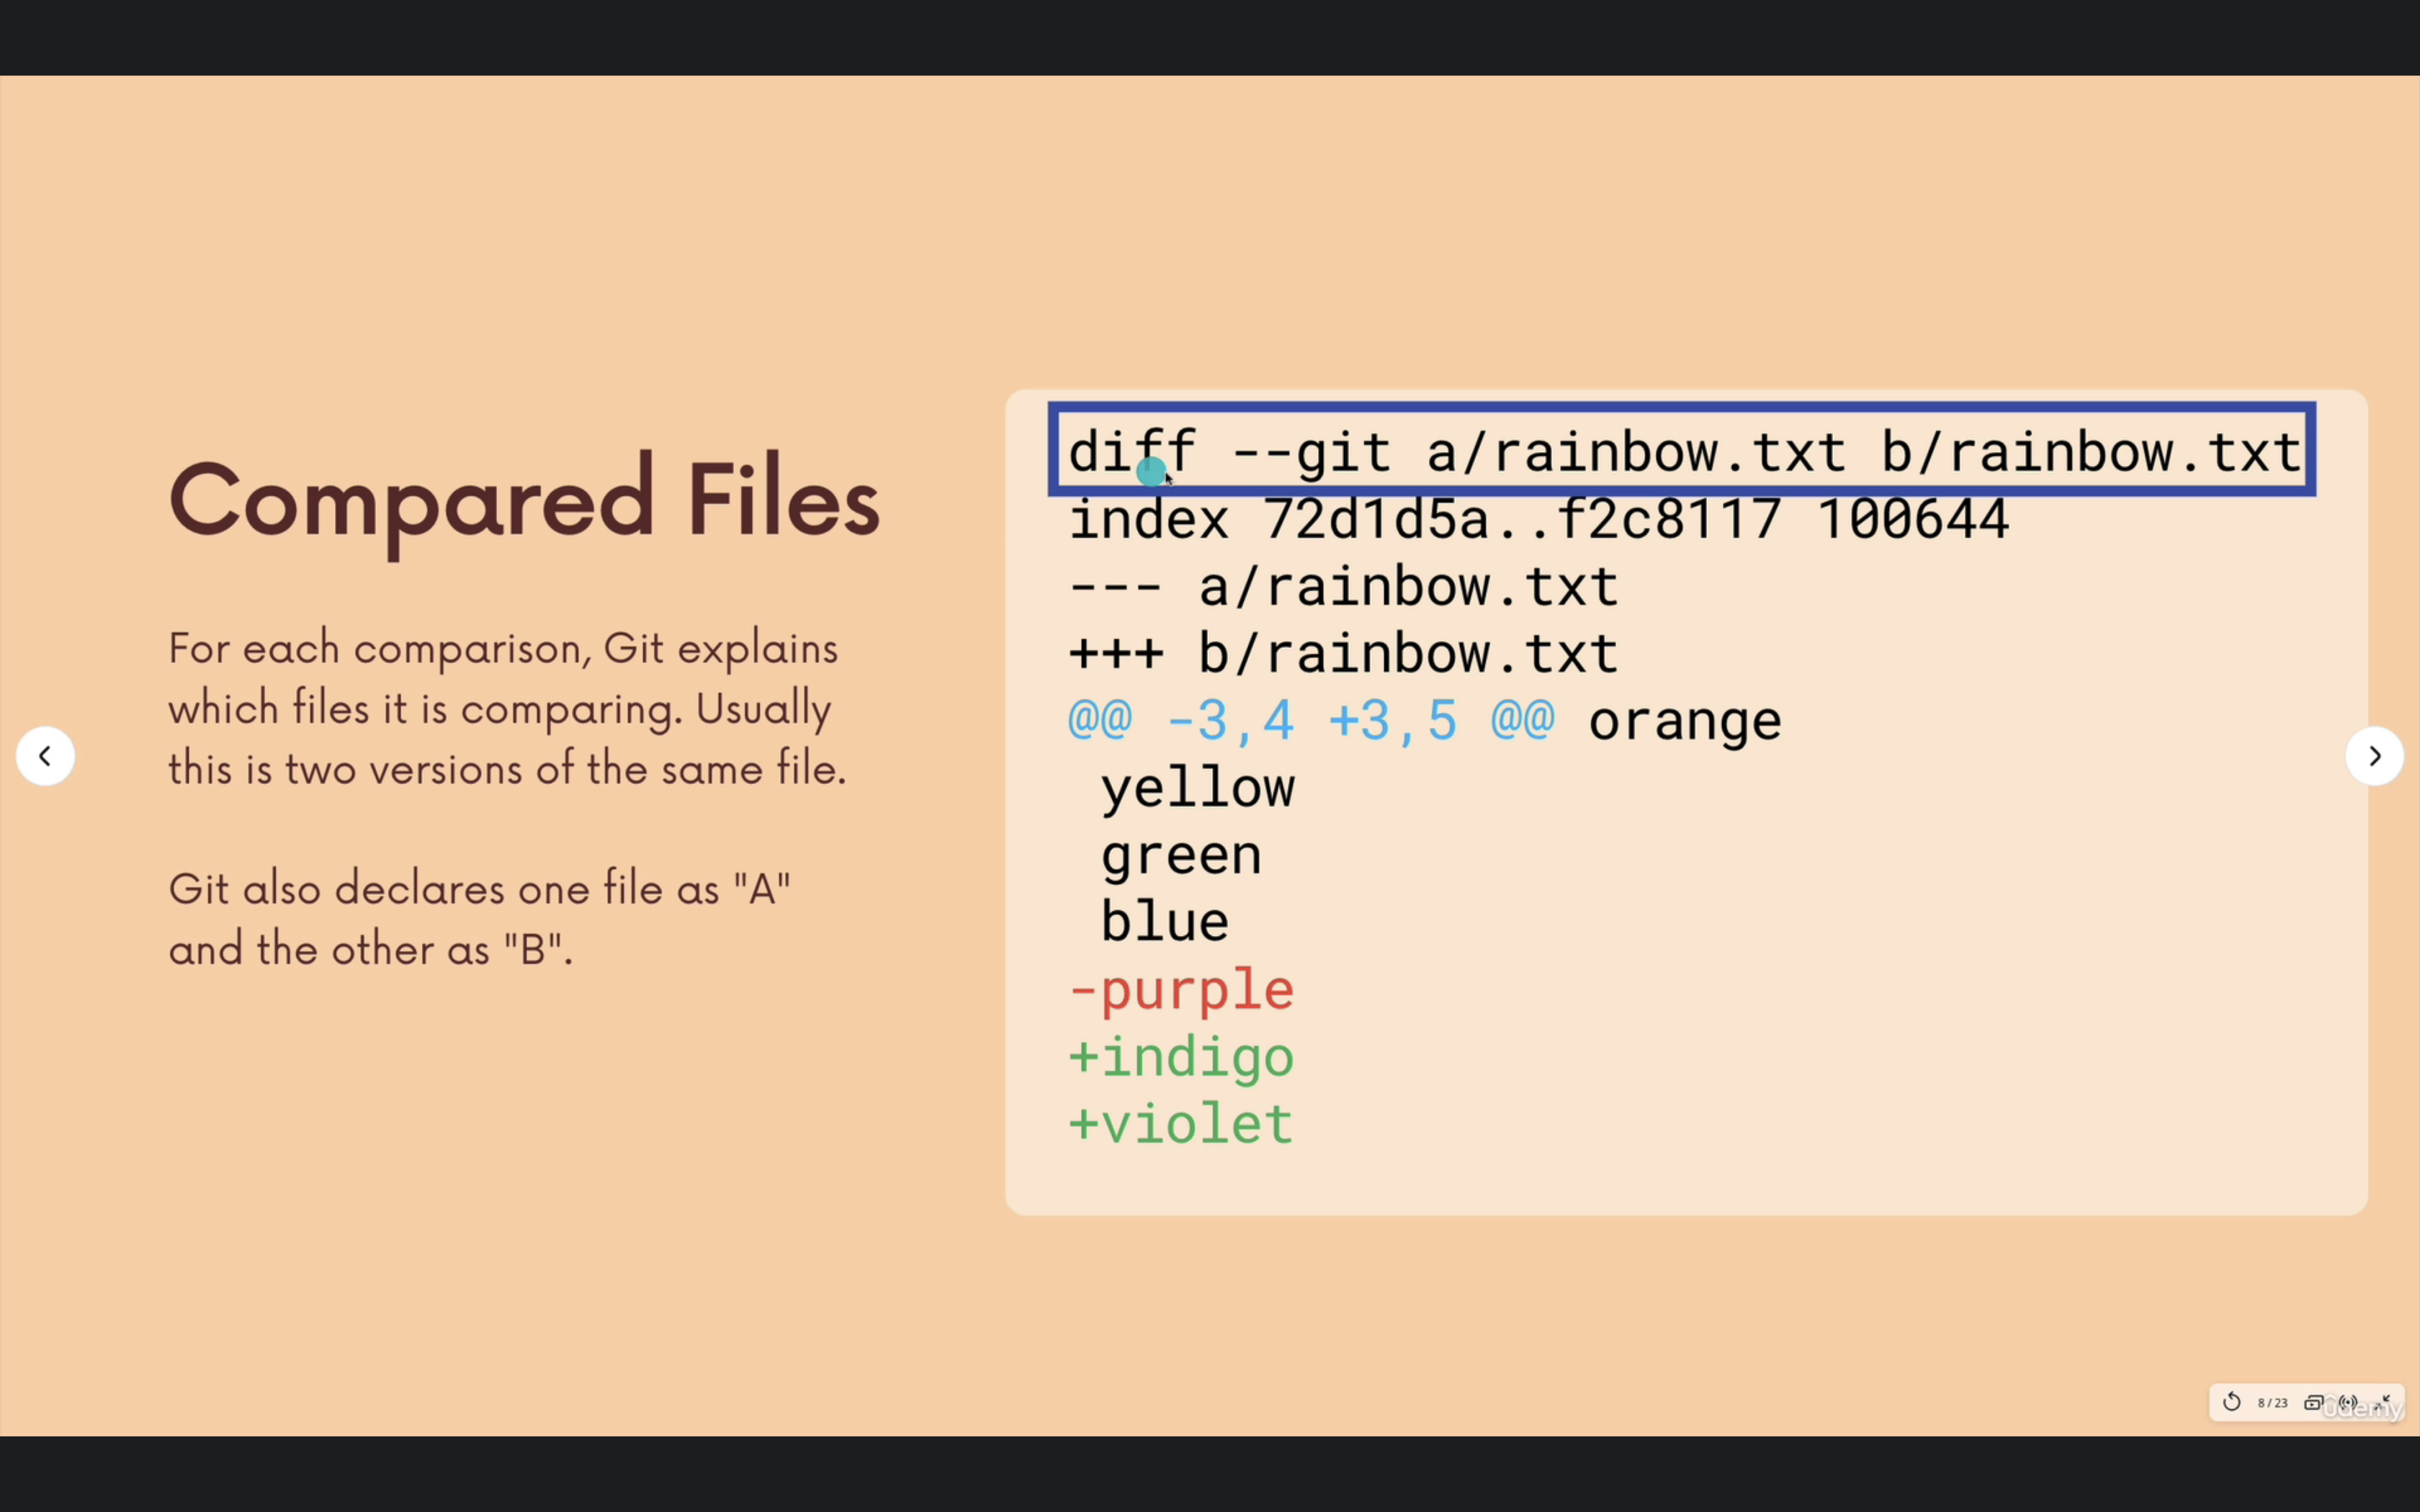 Compared Files
For each comparison, Git explains
which files it is comparing. Usually
this is two versions of the same file.
Git also declares one file as "A"
and the other as "B".
diff --git a/rainbow.txt b/rainbow.txt
index 72d1d5a..f2c8117 100644
--- a/rainbow.txt
+++ b/rainbow.txt
@@ -3,4 +3,5 @@ orange
 yellow
 green
 blue
-purple
+indigo
+violet
8 / 23
ûdemy